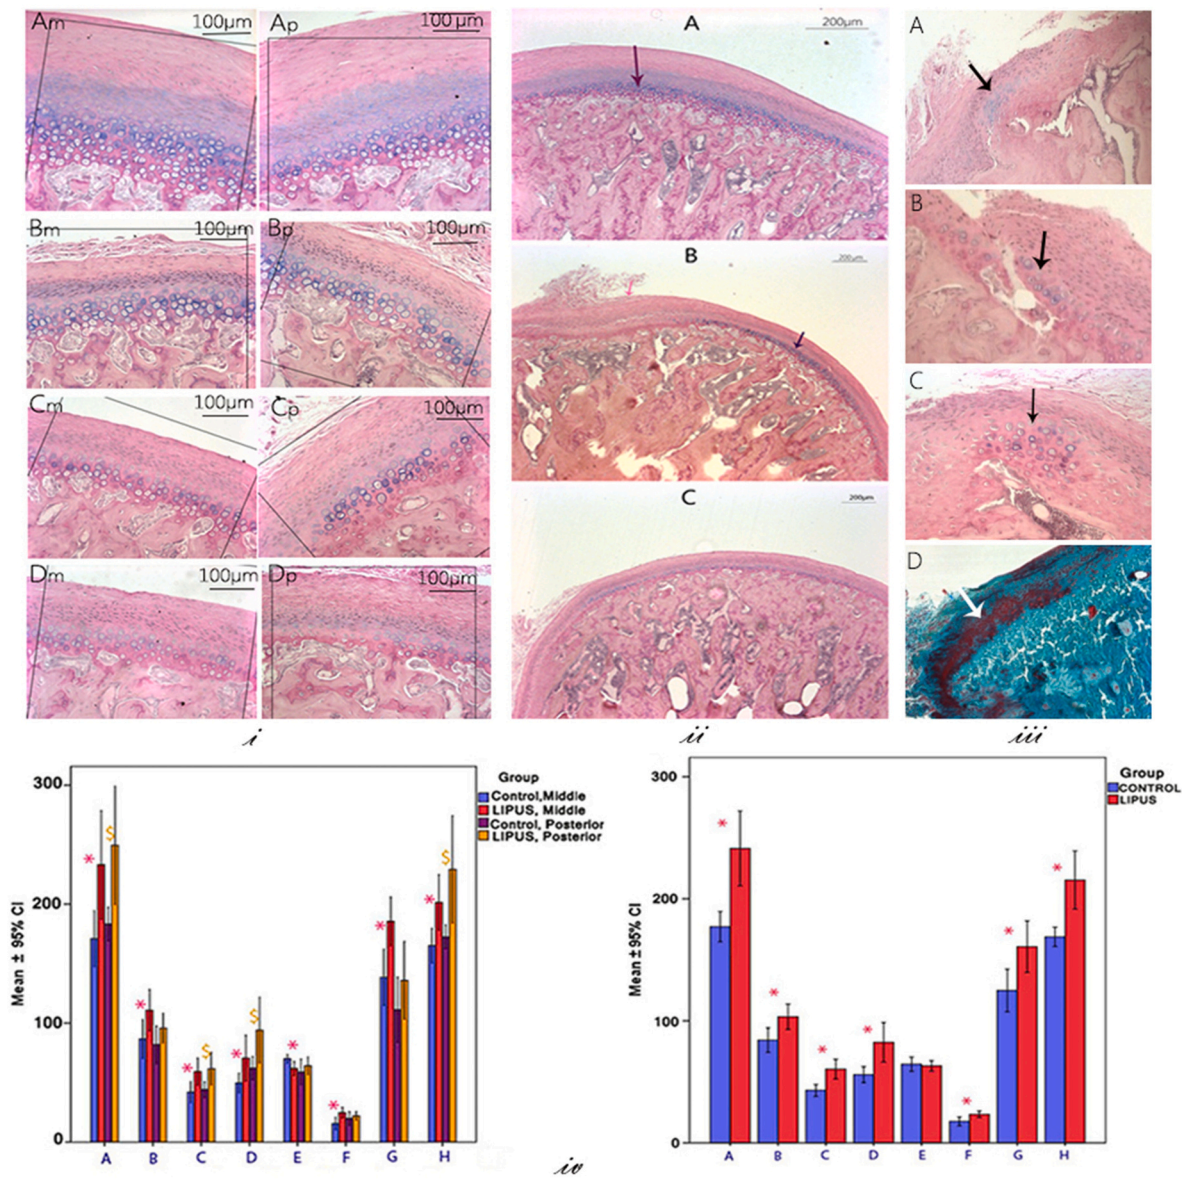 Am 100μm
Ap 100μm
Bm 100μm
Bp 100μm
Cm 100μm
Cp 100μm
Dm 100μm
Dp 100μm
i
A 200μm
B 200μm
C 200μm
ii
A
B
C
D
iii
Mean ± 95% CI
300
200
100
0
A B C D E F G H
* $ * * $ * $ * * * * $
Group
Control,Middle
LIPUS, Middle
Control, Posterior
LIPUS, Posterior
Mean ± 95% CI
300
200
100
0
A B C D E F G H
* * * * * * *
Group
CONTROL
LIPUS
iv